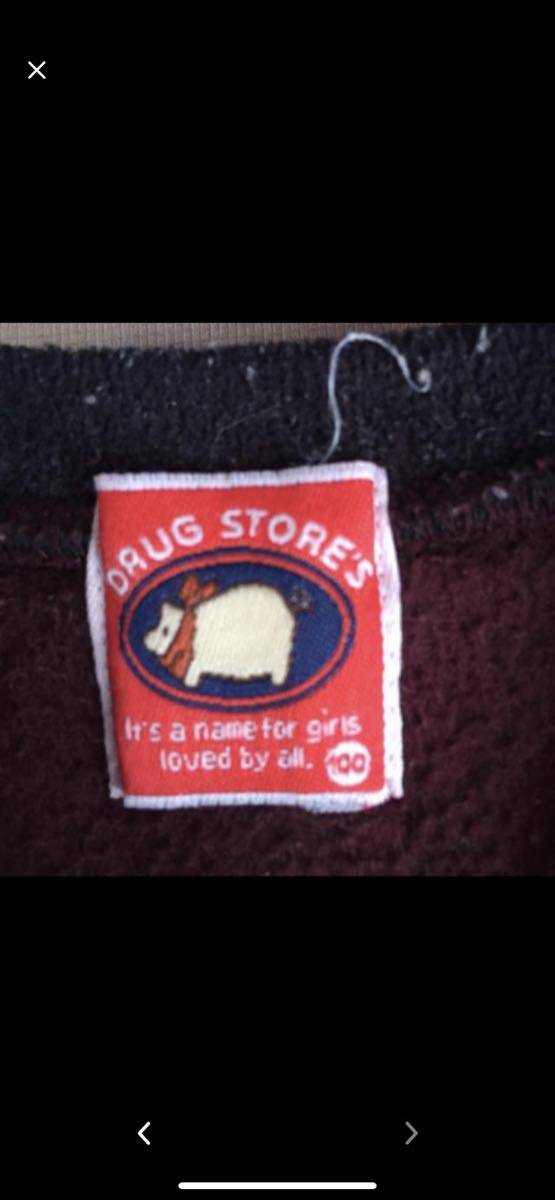 DRUG STORE'S
It's a name for girls
loved by all. 100